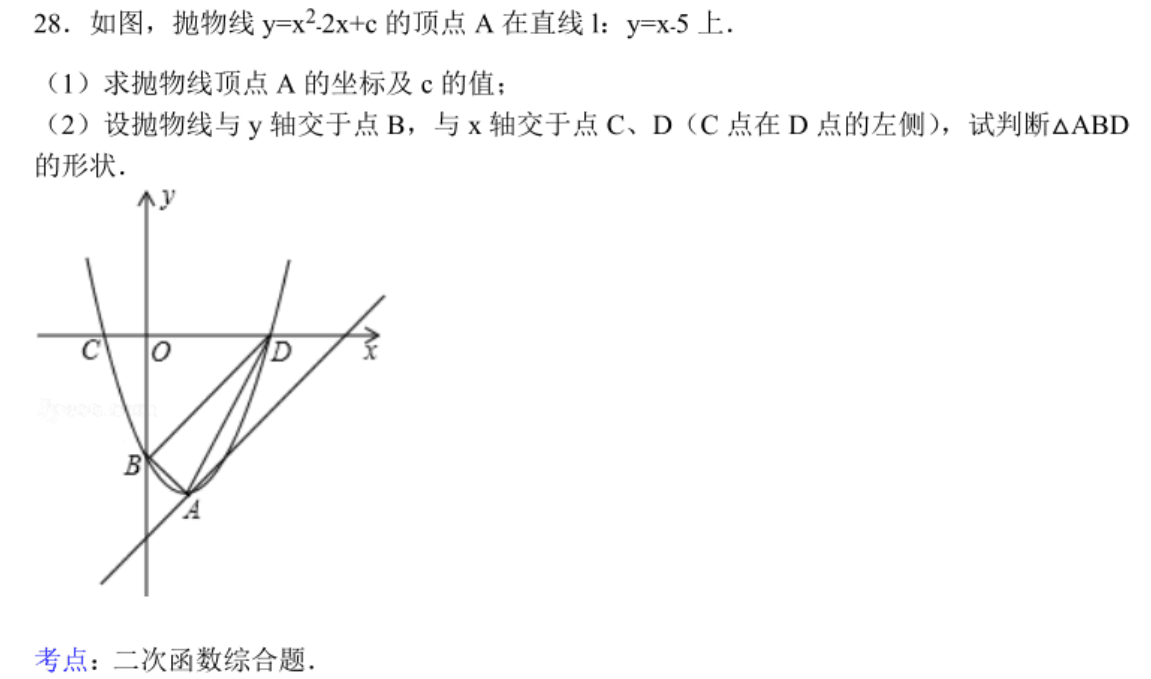 28．如图，抛物线 y=x²-2x+c 的顶点 A 在直线 l：y=x-5 上．
（1）求抛物线顶点 A 的坐标及 c 的值；
（2）设抛物线与 y 轴交于点 B，与 x 轴交于点 C、D（C 点在 D 点的左侧），试判断△ABD
的形状．
y
C O D x
B
A
考点：二次函数综合题．